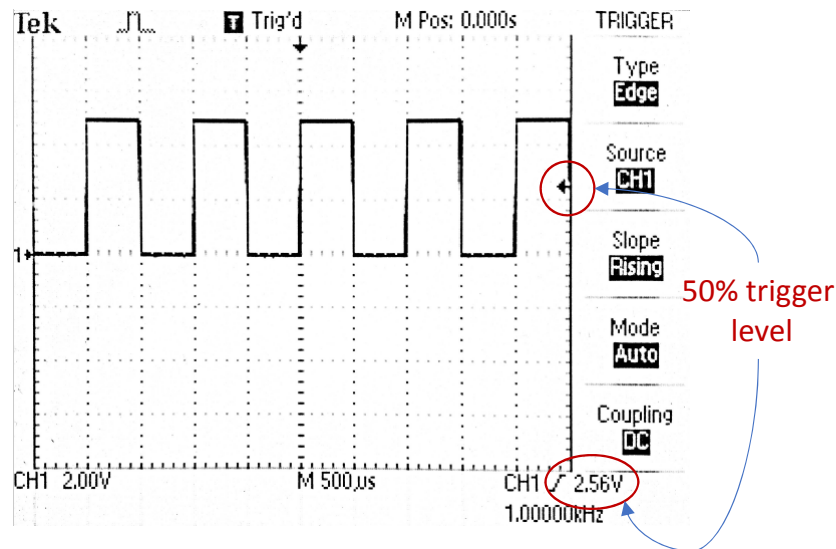 Tek T Trig'd M Pos: 0.000s TRIGGER
Type
Edge
Source
CH1
Slope
Rising
Mode
Auto
Coupling
DC
1
CH1 2.00V M 500µs CH1 2.56V
1.00000kHz
50% trigger
level